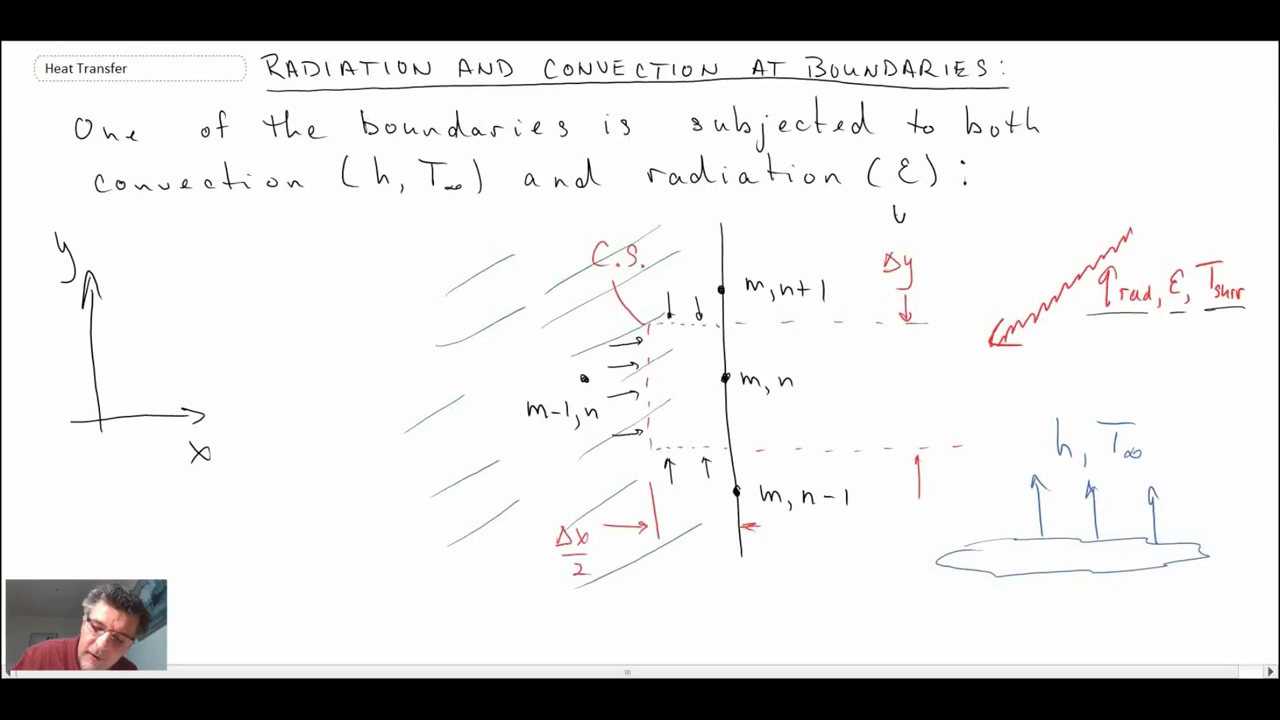 Heat Transfer
RADIATION AND CONVECTION AT BOUNDARIES:
One of the boundaries is subjected to both
convection (h, T∞) and radiation (ε):
y
x
C.S.
Δy
m, n+1
q rad, ε, Tsurr
m-1, n
m, n
h, T∞
m, n-1
Δx/2